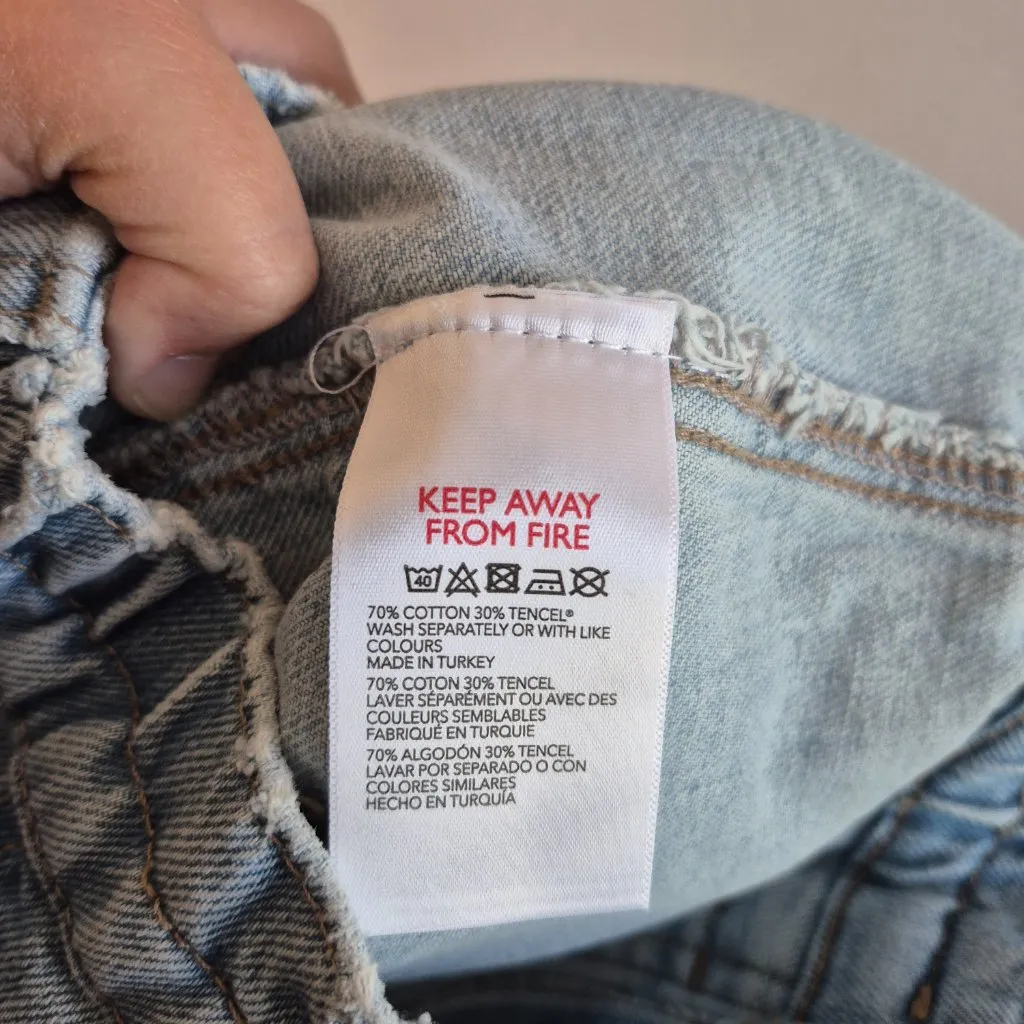 KEEP AWAY
FROM FIRE
40
70% COTTON 30% TENCEL®
WASH SEPARATELY OR WITH LIKE
COLOURS
MADE IN TURKEY
70% COTON 30% TENCEL
LAVER SÉPARÉMENT OU AVEC DES
COULEURS SEMBLABLES
FABRIQUÉ EN TURQUIE
70% ALGODÓN 30% TENCEL
LAVAR POR SEPARADO O CON
COLORES SIMILARES
HECHO EN TURQUÍA